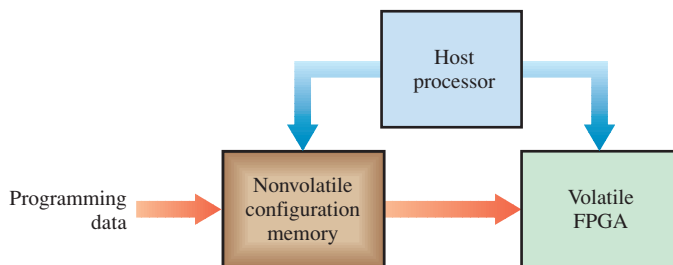 Host
processor
Programming
data
Nonvolatile
configuration
memory
Volatile
FPGA